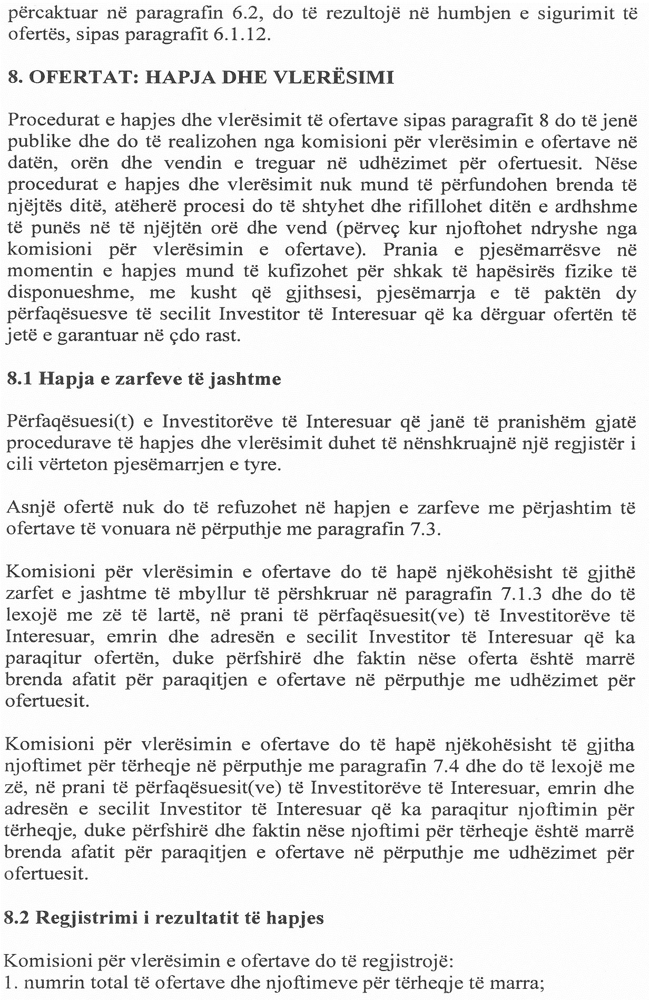 përcaktuar në paragrafin 6.2, do të rezultojë në humbjen e sigurimit të
ofertës, sipas paragrafit 6.1.12.
8. OFERTAT: HAPJA DHE VLERËSIMI
Procedurat e hapjes dhe vlerësimit të ofertave sipas paragrafit 8 do të jenë
publike dhe do të realizohen nga komisioni për vlerësimin e ofertave në
datën, orën dhe vendin e treguar në udhëzimet për ofertuesit. Nëse
procedurat e hapjes dhe vlerësimit nuk mund të përfundohen brenda të
njëjtës ditë, atëherë procesi do të shtyhet dhe rifillohet ditën e ardhshme
të punës në të njëjtën orë dhe vend (përveç kur njoftohet ndryshe nga
komisioni për vlerësimin e ofertave). Prania e pjesëmarrësve në
momentin e hapjes mund të kufizohet për shkak të hapësirës fizike të
disponueshme, me kusht që gjithsesi, pjesëmarrja e të paktën dy
përfaqësuesve të secilit Investitor të Interesuar që ka dërguar ofertën të
jetë e garantuar në çdo rast.
8.1 Hapja e zarfeve të jashtme
Përfaqësuesi(t) e Investitorëve të Interesuar që janë të pranishëm gjatë
procedurave të hapjes dhe vlerësimit duhet të nënshkruajnë një regjistër i
cili vërteton pjesëmarrjen e tyre.
Asnjë ofertë nuk do të refuzohet në hapjen e zarfeve me përjashtim të
ofertave të vonuara në përputhje me paragrafin 7.3.
Komisioni për vlerësimin e ofertave do të hapë njëkohësisht të gjithë
zarfet e jashtme të mbyllur të përshkruar në paragrafin 7.1.3 dhe do të
lexojë me zë të lartë, në prani të përfaqësuesit(ve) të Investitorëve të
Interesuar, emrin dhe adresën e secilit Investitor të Interesuar që ka
paraqitur ofertën, duke përfshirë dhe faktin nëse oferta është marrë
brenda afatit për paraqitjen e ofertave në përputhje me udhëzimet për
ofertuesit.
Komisioni për vlerësimin e ofertave do të hapë njëkohësisht të gjitha
njoftimet për tërheqje në përputhje me paragrafin 7.4 dhe do të lexojë me
zë, në prani të përfaqësuesit(ve) të Investitorëve të Interesuar, emrin dhe
adresën e secilit Investitor të Interesuar që ka paraqitur njoftimin për
tërheqje, duke përfshirë dhe faktin nëse njoftimi për tërheqje është marrë
brenda afatit për paraqitjen e ofertave në përputhje me udhëzimet për
ofertuesit.
8.2 Regjistrimi i rezultatit të hapjes
Komisioni për vlerësimin e ofertave do të regjistrojë:
1. numrin total të ofertave dhe njoftimeve për tërheqje të marra;